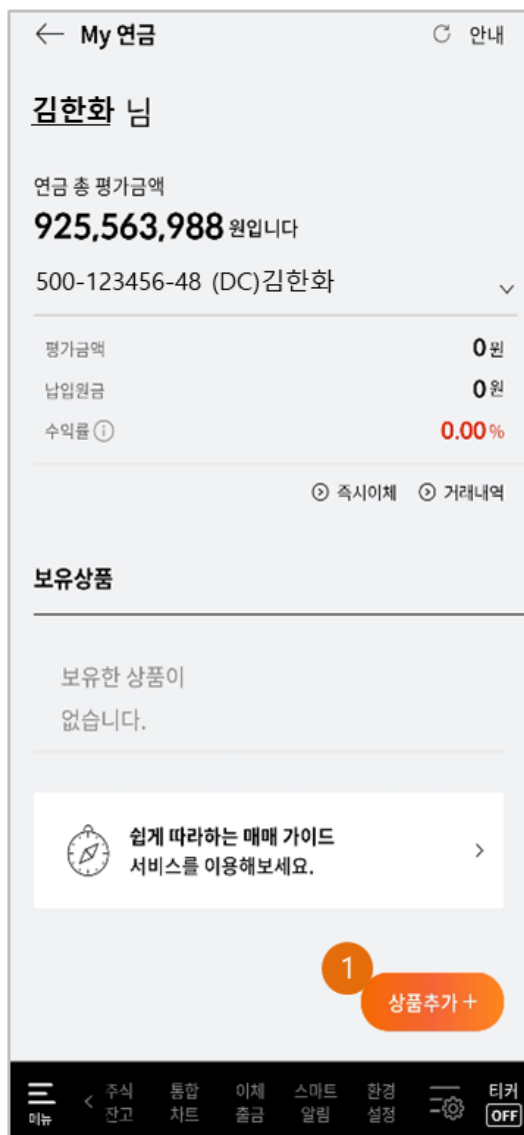 ← My 연금 안내
김한화 님
연금 총 평가금액
925,563,988 원입니다
500-123456-48 (DC)김한화
평가금액 0원
납입원금 0원
수익률 0.00%
즉시이체 거래내역
보유상품
보유한 상품이
없습니다.
쉽게 따라하는 매매 가이드
서비스를 이용해보세요.
1
상품추가 +
주식 통합 이체 스마트 환경 티커
메뉴 잔고 차트 출금 알림 설정 OFF